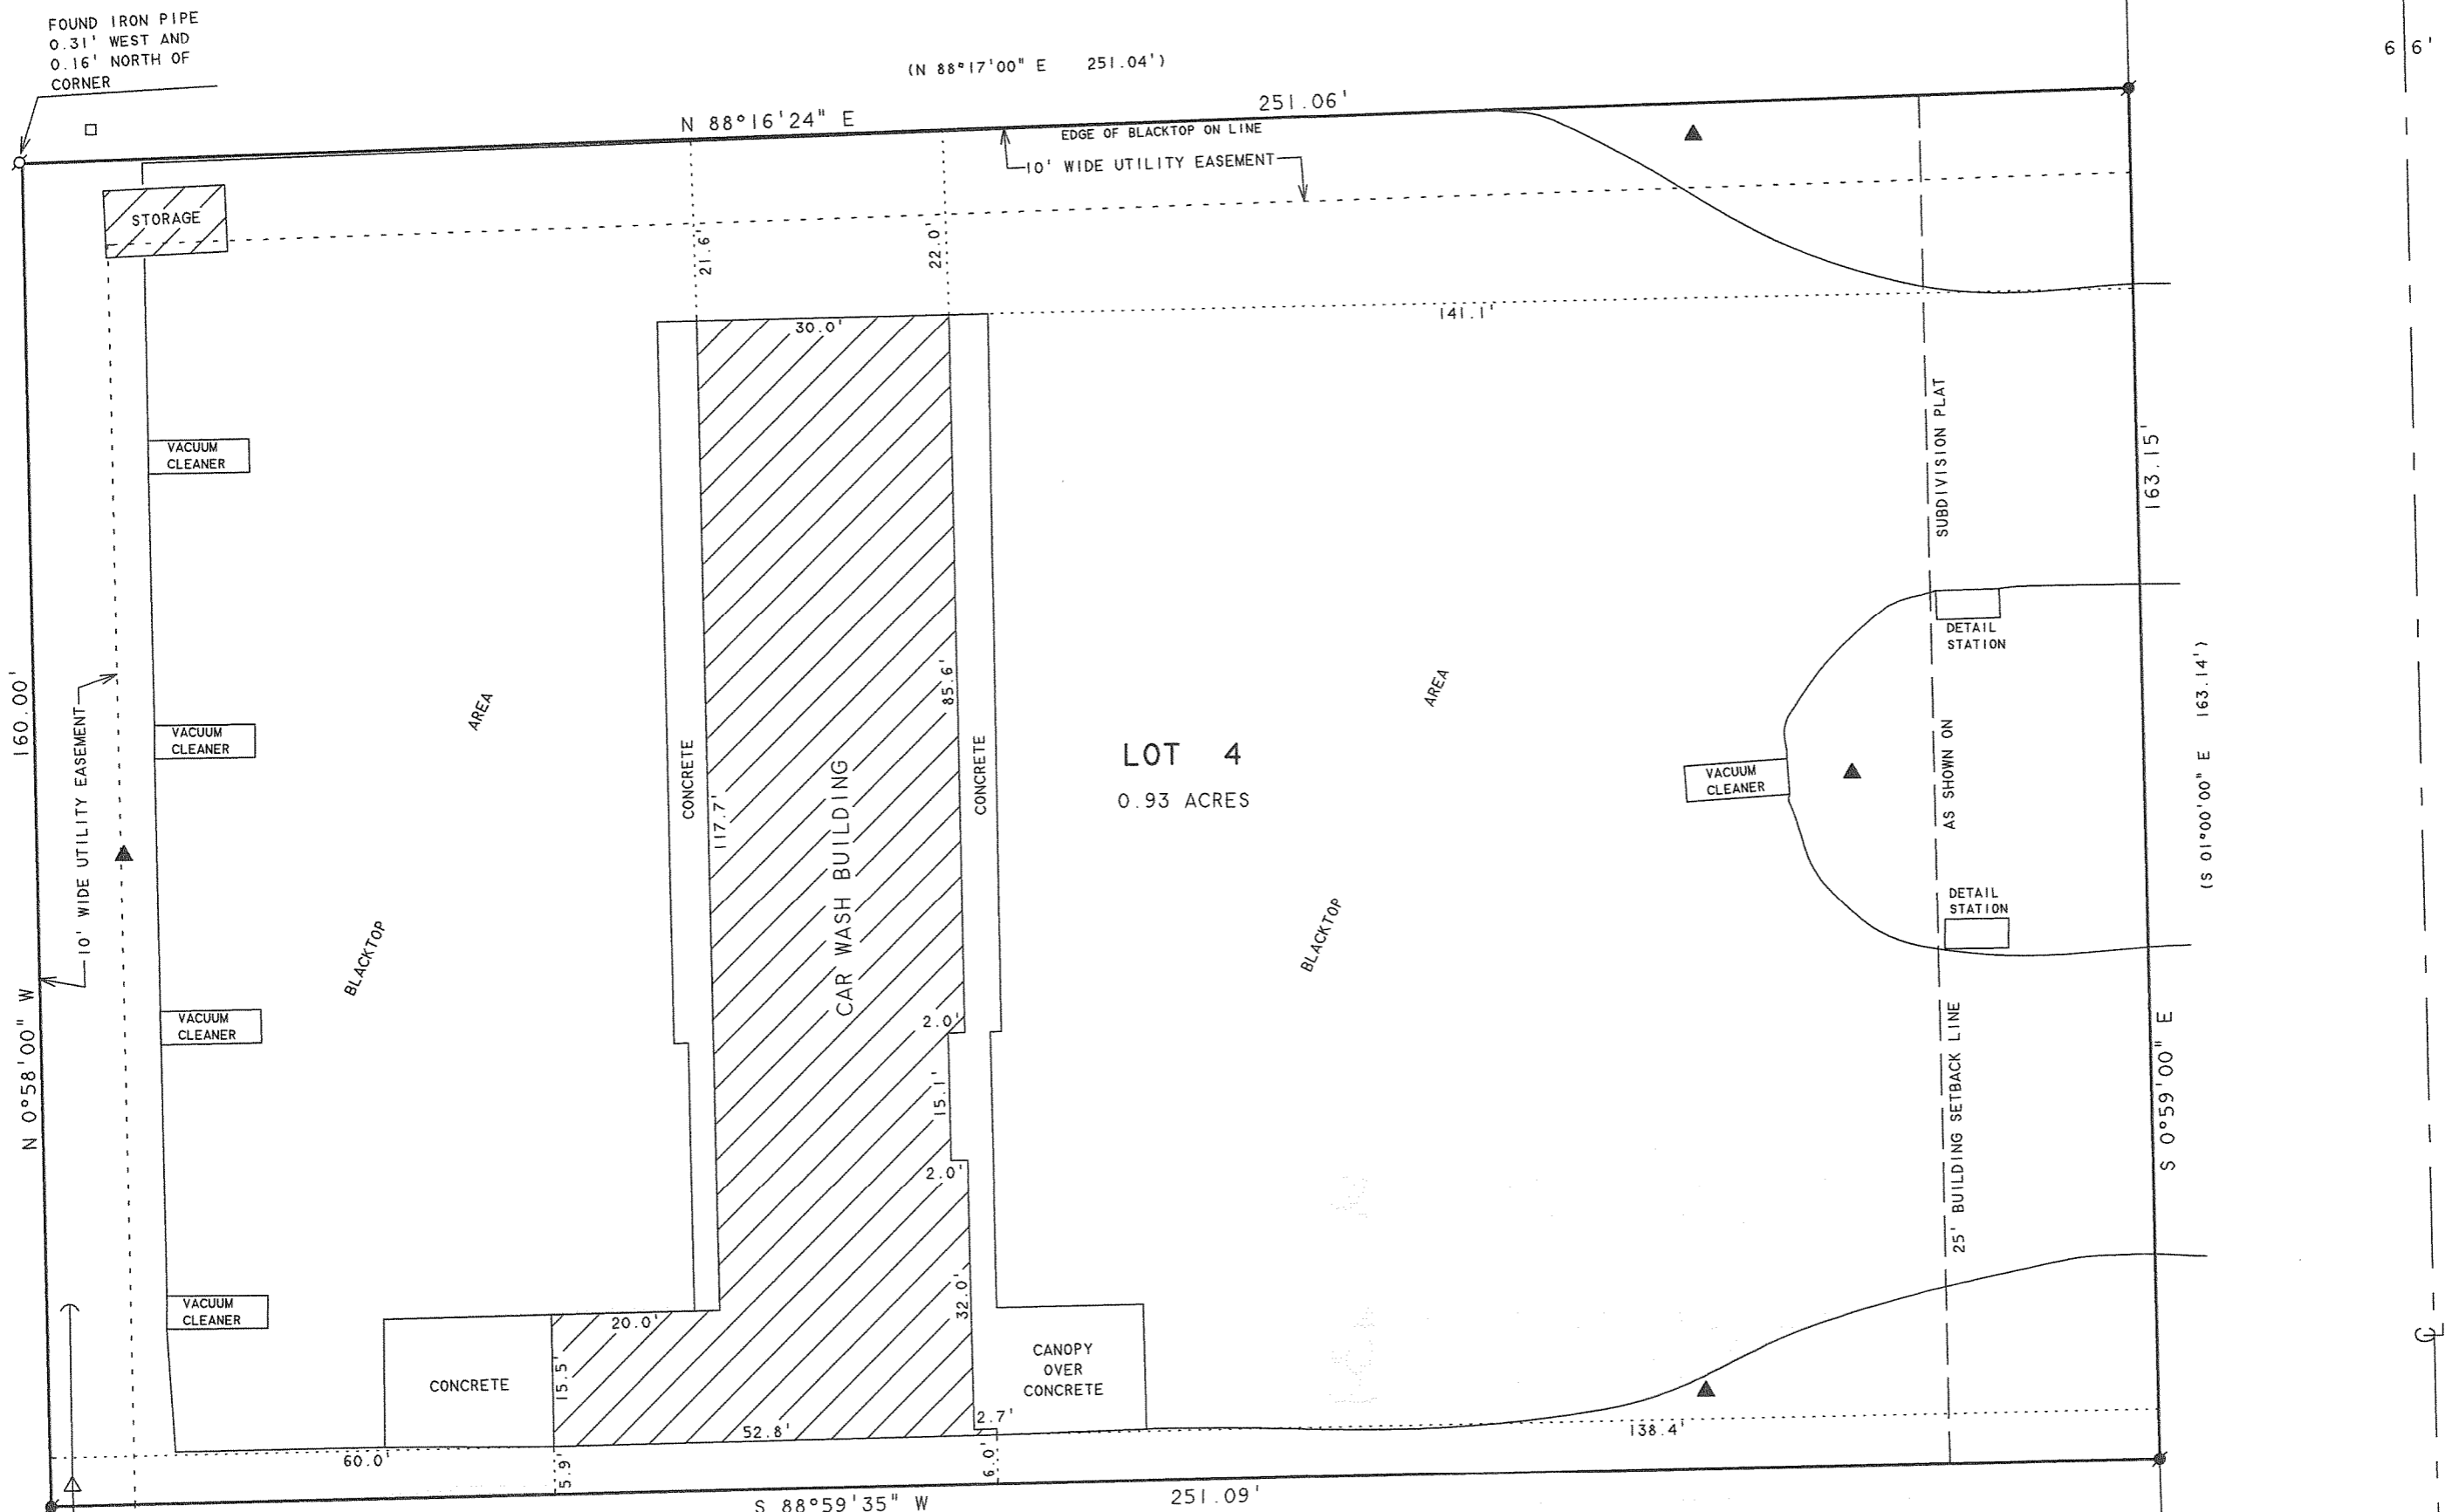 FOUND IRON PIPE
0.31' WEST AND
0.16' NORTH OF
CORNER
(N 88°17'00" E 251.04')
6 6'
N 88°16'24" E 251.06'
EDGE OF BLACKTOP ON LINE
10' WIDE UTILITY EASEMENT
STORAGE
21.6'
22.0'
30.0'
141.1'
SUBDIVISION PLAT
163.15'
VACUUM
CLEANER
DETAIL
STATION
160.00'
10' WIDE UTILITY EASEMENT
AREA
85.6'
AREA
(S 01°00'00" E 163.14')
VACUUM
CLEANER
CONCRETE
117.7'
CAR WASH BUILDING
CONCRETE
LOT 4
0.93 ACRES
VACUUM
CLEANER
AS SHOWN ON
DETAIL
STATION
BLACKTOP
BLACKTOP
N 0°58'00" W
VACUUM
CLEANER
2.0'
15.1'
2.0'
25' BUILDING SETBACK LINE
S 0°59'00" E
VACUUM
CLEANER
20.0'
32.0'
CONCRETE
15.5'
CANOPY
OVER
CONCRETE
℄
52.8'
2.7'
138.4'
60.0'
5.9'
6.0'
S 88°59'35" W 251.09'